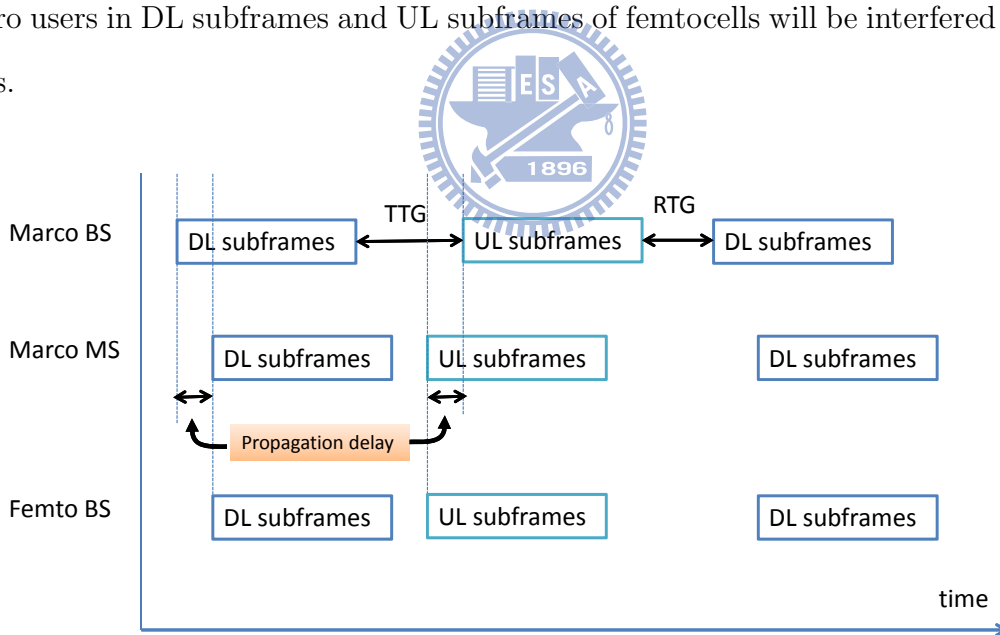 ro users in DL subframes and UL subframes of femtocells will be interfered
s.
E S A
1896
TTG
RTG
Marco BS
DL subframes
UL subframes
DL subframes
Marco MS
DL subframes
UL subframes
DL subframes
Propagation delay
Femto BS
DL subframes
UL subframes
DL subframes
time